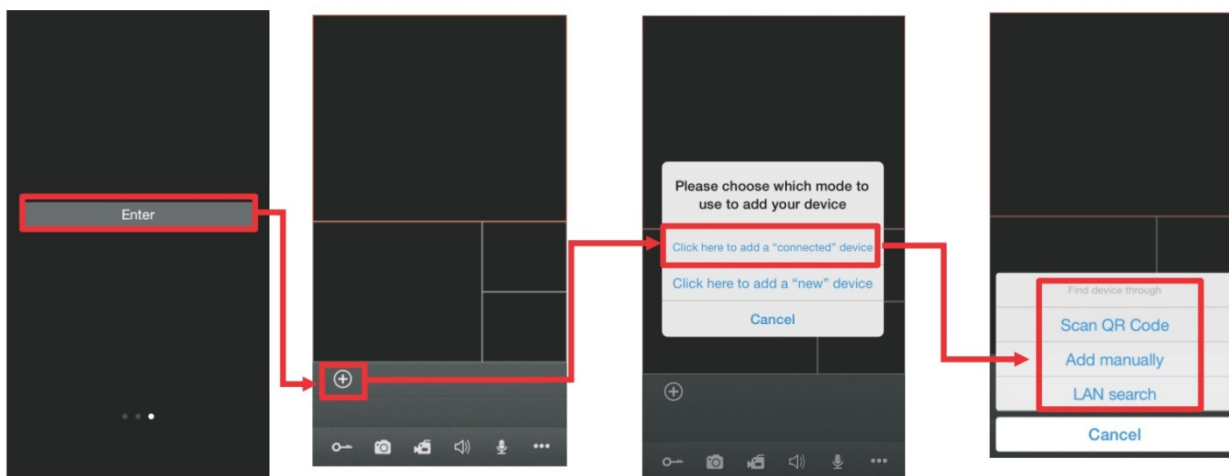 Enter
Please choose which mode to
use to add your device
Click here to add a “connected” device
Click here to add a “new” device
Cancel
Find device through
Scan QR Code
Add manually
LAN search
Cancel